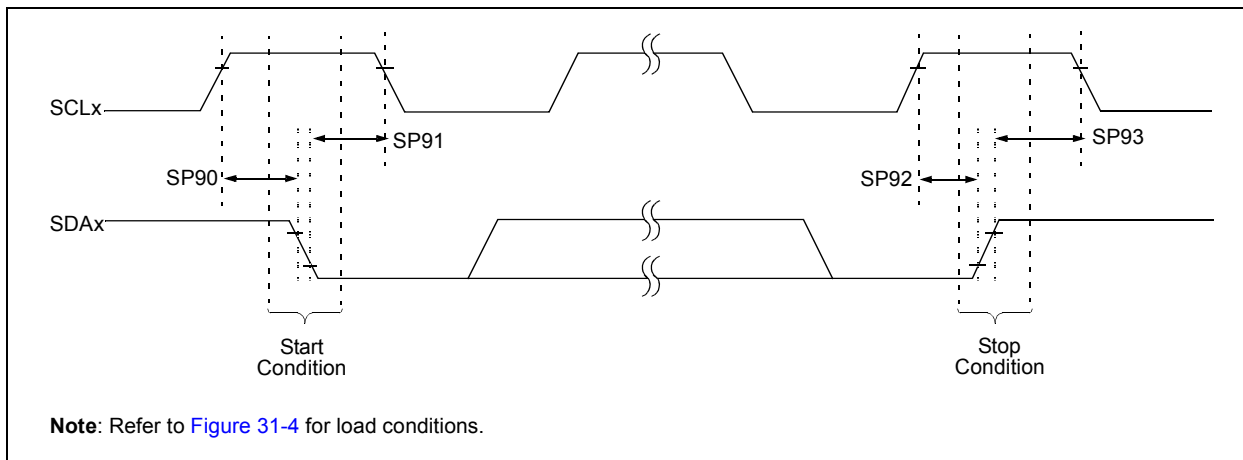 SCLx
SP91
SP93
SP90
SP92
SDAx
Start
Condition
Stop
Condition
Note: Refer to Figure 31-4 for load conditions.